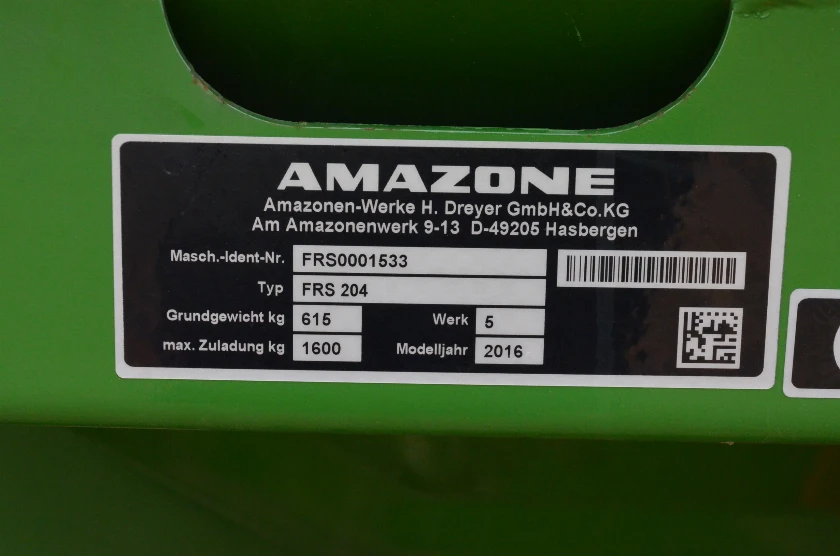 AMAZONE
Amazonen-Werke H. Dreyer GmbH&Co.KG
Am Amazonenwerk 9-13 D-49205 Hasbergen
Masch.-Ident-Nr. FRS0001533
Typ FRS 204
Grundgewicht kg 615 Werk 5
max. Zuladung kg 1600 Modelljahr 2016